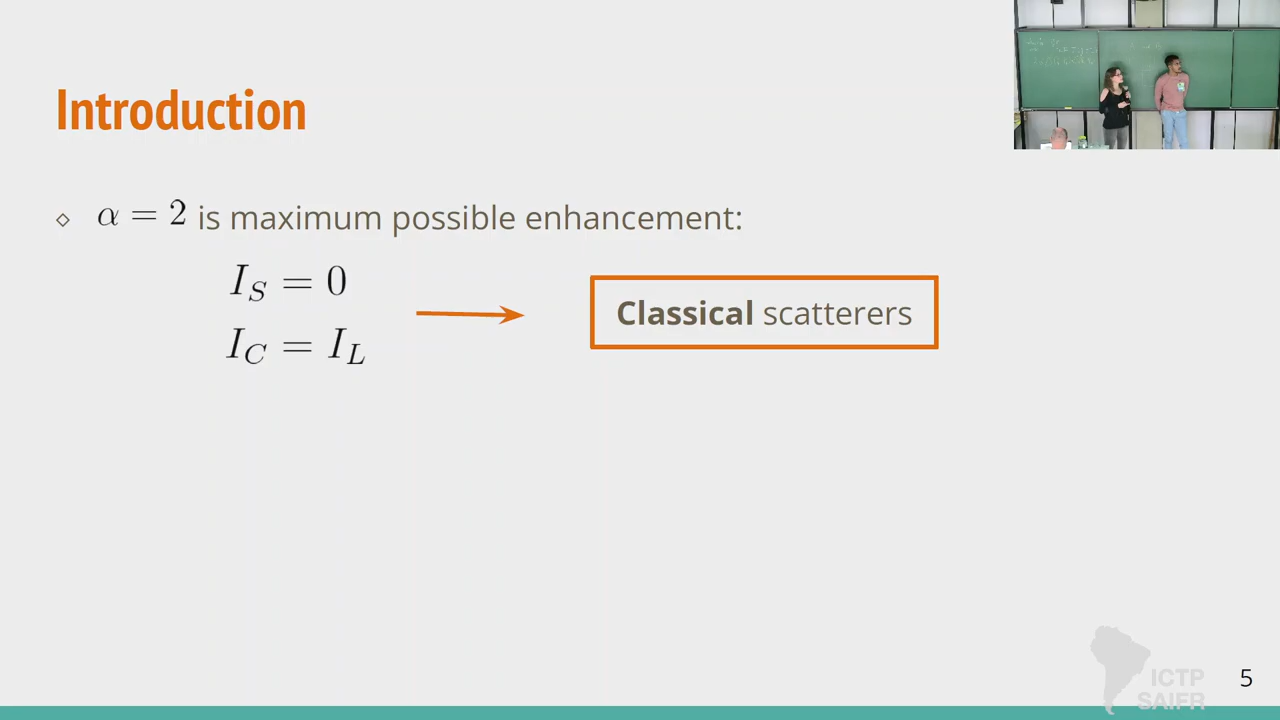 Introduction
◇ α = 2 is maximum possible enhancement:
I_S = 0
I_C = I_L
Classical scatterers
ICTP
SAIFR
5